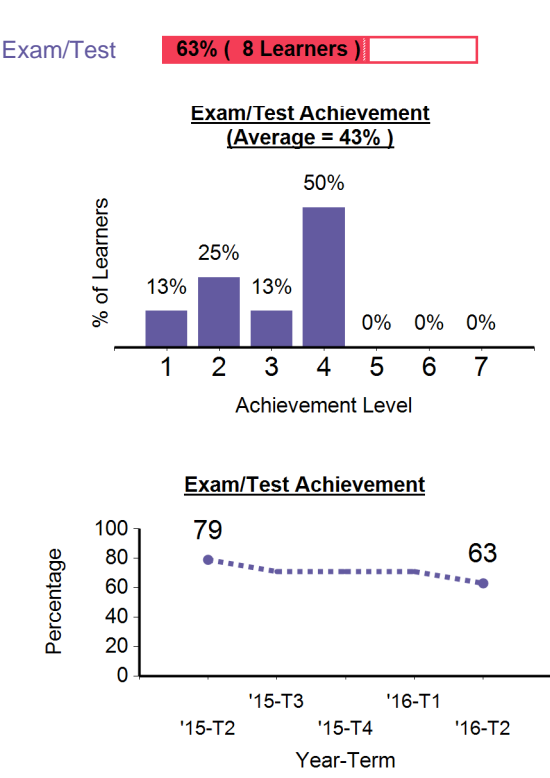 Exam/Test 63% ( 8 Learners )
Exam/Test Achievement
(Average = 43% )
% of Learners
50%
25%
13% 13%
0% 0% 0%
1 2 3 4 5 6 7
Achievement Level
Exam/Test Achievement
Percentage
100
80
60
40
20
0
79
63
'15-T3 '16-T1
'15-T2 '15-T4 '16-T2
Year-Term